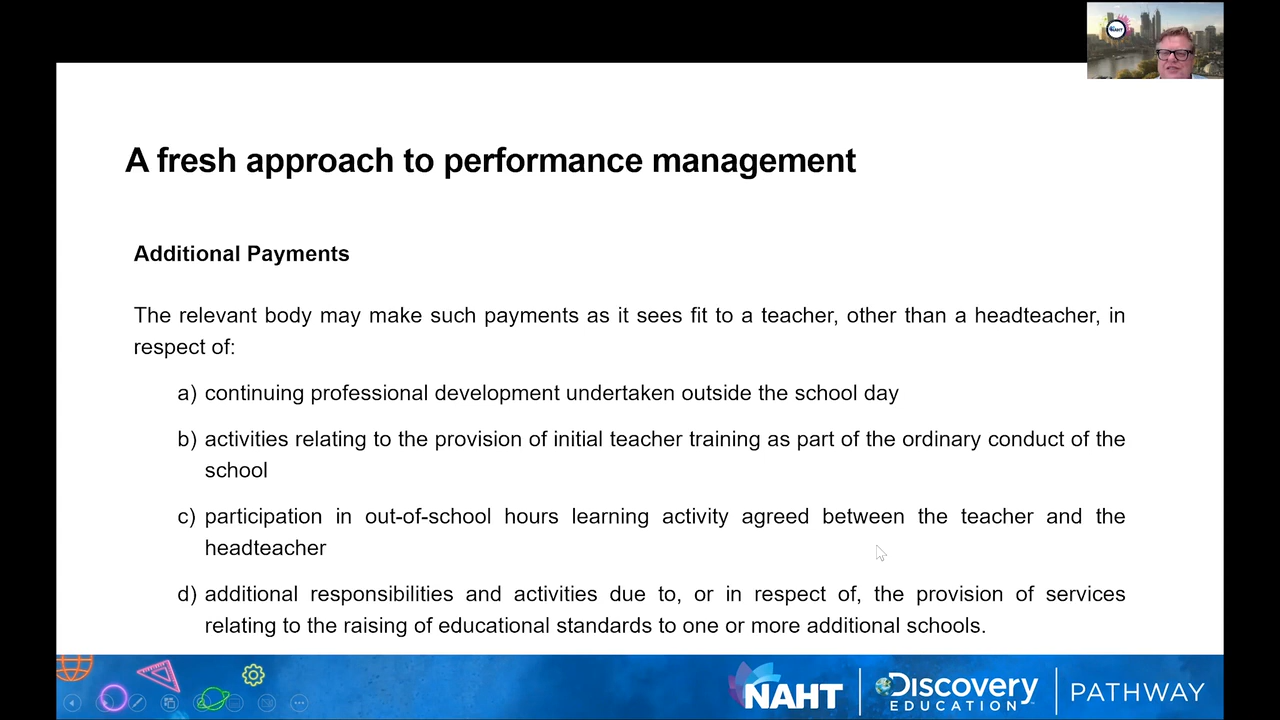 NAHT
A fresh approach to performance management
Additional Payments
The relevant body may make such payments as it sees fit to a teacher, other than a headteacher, in
respect of:
a) continuing professional development undertaken outside the school day
b) activities relating to the provision of initial teacher training as part of the ordinary conduct of the
school
c) participation in out-of-school hours learning activity agreed between the teacher and the
headteacher
d) additional responsibilities and activities due to, or in respect of, the provision of services
relating to the raising of educational standards to one or more additional schools.
NAHT
Discovery
EDUCATION
PATHWAY